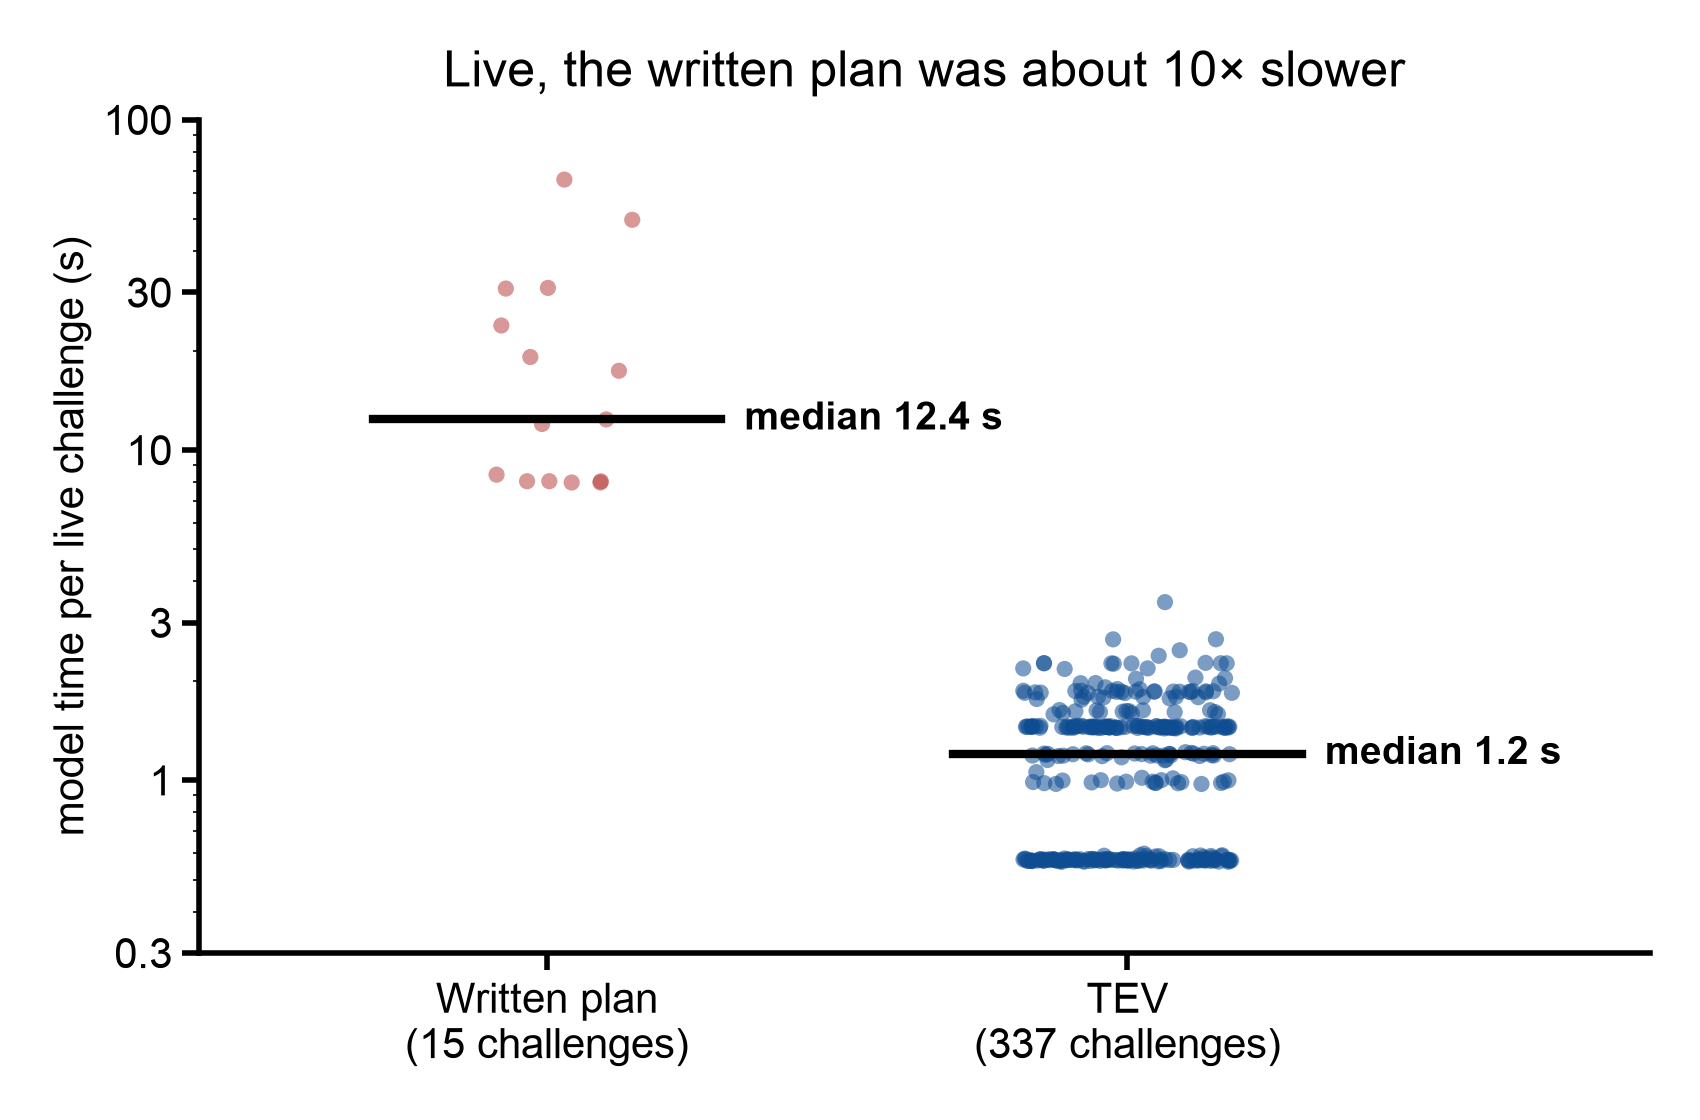 Live, the written plan was about 10× slower
model time per live challenge (s)
100
30
10
3
1
0.3
median 12.4 s
median 1.2 s
Written plan
(15 challenges)
TEV
(337 challenges)